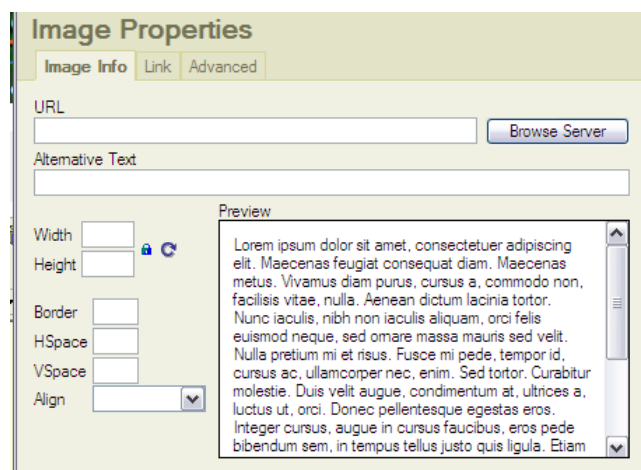 Image Properties
Image Info Link Advanced
URL
Browse Server
Alternative Text
Preview
Width
Height
Border
HSpace
VSpace
Align
Lorem ipsum dolor sit amet, consectetuer adipiscing
elit. Maecenas feugiat consequat diam. Maecenas
metus. Vivamus diam purus, cursus a, commodo non,
facilisis vitae, nulla. Aenean dictum lacinia tortor.
Nunc iaculis, nibh non iaculis aliquam, orci felis
euismod neque, sed ornare massa mauris sed velit.
Nulla pretium mi et risus. Fusce mi pede, tempor id,
cursus ac, ullamcorper nec, enim. Sed tortor. Curabitur
molestie. Duis velit augue, condimentum at, ultrices a,
luctus ut, orci. Donec pellentesque egestas eros.
Integer cursus, augue in cursus faucibus, eros pede
bibendum sem, in tempus tellus justo quis ligula. Etiam